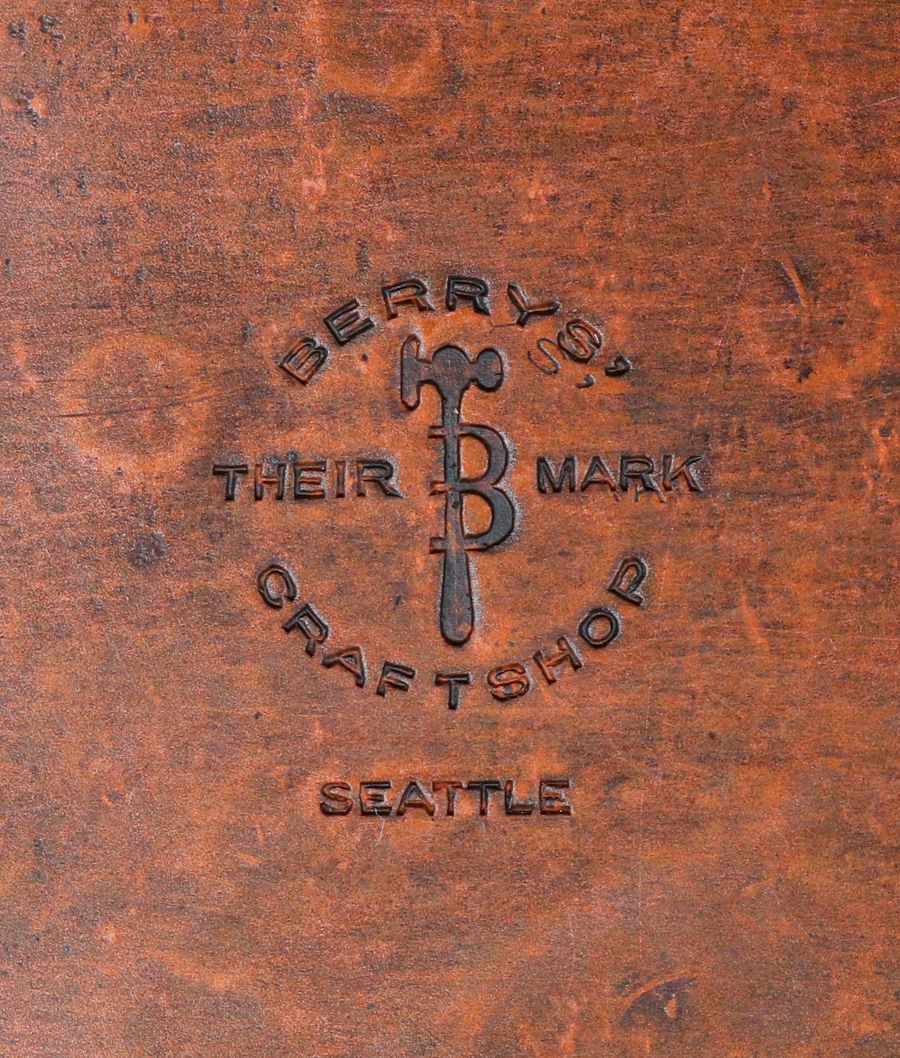 BERRYS'
THEIR B MARK
CRAFTSHOP
SEATTLE